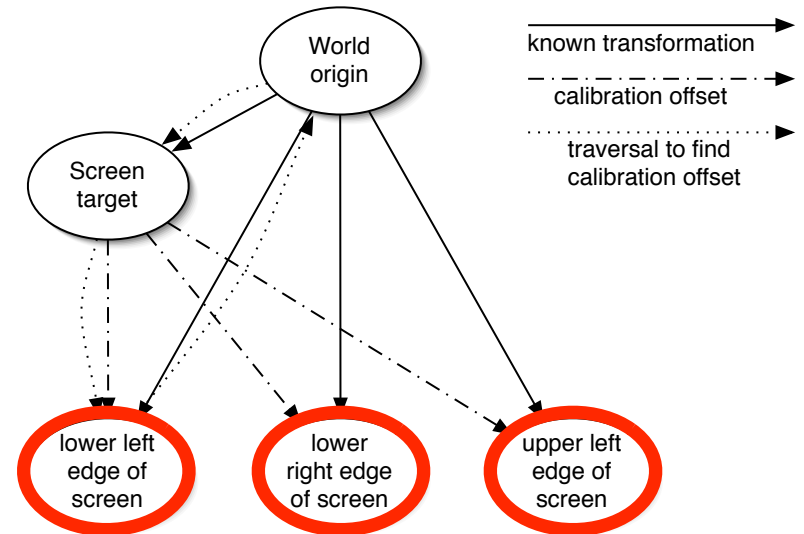 World
origin
known transformation
calibration offset
traversal to find
calibration offset
Screen
target
lower left
edge of
screen
lower
right edge
of screen
upper left
edge of
screen